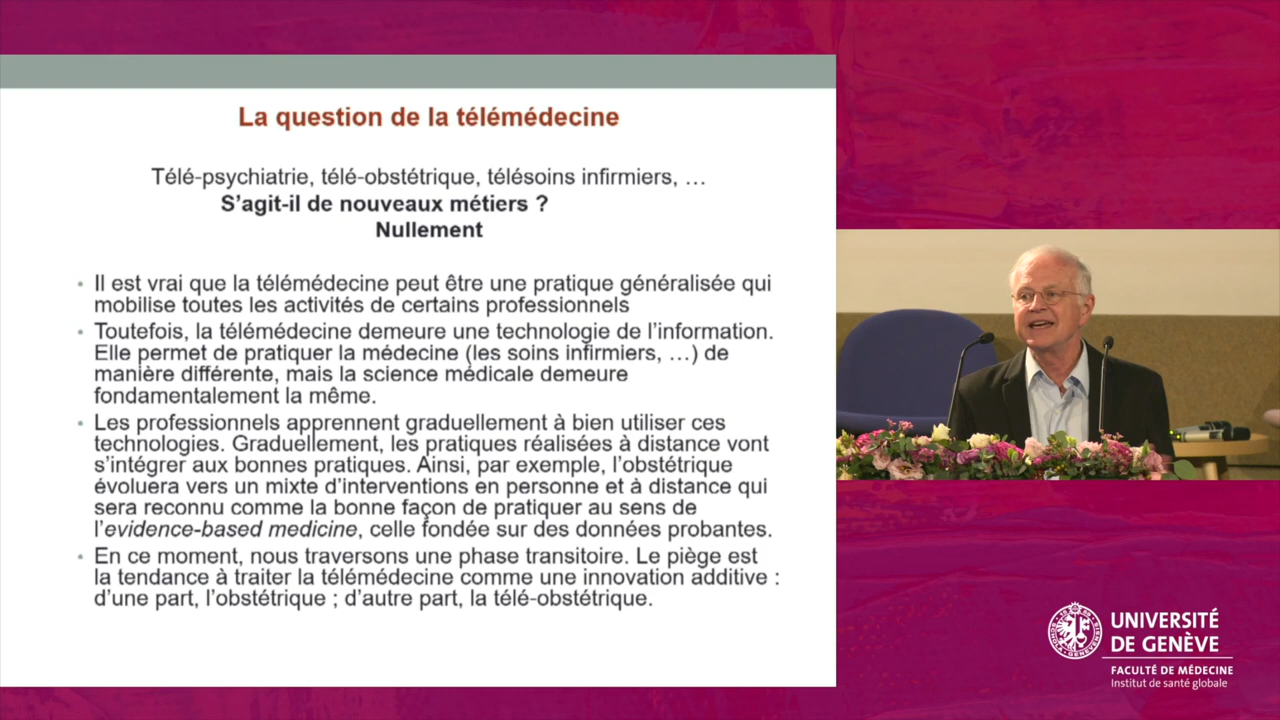 La question de la télémédecine
Télé-psychiatrie, télé-obstétrique, télésoins infirmiers, …
S’agit-il de nouveaux métiers ?
Nullement
• Il est vrai que la télémédecine peut être une pratique généralisée qui
mobilise toutes les activités de certains professionnels
• Toutefois, la télémédecine demeure une technologie de l’information.
Elle permet de pratiquer la médecine (les soins infirmiers, …) de
manière différente, mais la science médicale demeure
fondamentalement la même.
• Les professionnels apprennent graduellement à bien utiliser ces
technologies. Graduellement, les pratiques réalisées à distance vont
s’intégrer aux bonnes pratiques. Ainsi, par exemple, l’obstétrique
évoluera vers un mixte d’interventions en personne et à distance qui
sera reconnu comme la bonne façon de pratiquer au sens de
l’evidence-based medicine, celle fondée sur des données probantes.
• En ce moment, nous traversons une phase transitoire. Le piège est
la tendance à traiter la télémédecine comme une innovation additive :
d’une part, l’obstétrique ; d’autre part, la télé-obstétrique.
UNIVERSITÉ
DE GENÈVE
FACULTÉ DE MÉDECINE
Institut de santé globale